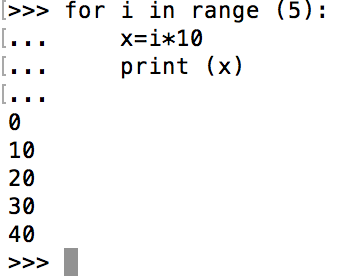 [>>> for i in range (5):
[...     x=i*10
[...     print (x)
[...
0
10
20
30
40
>>>